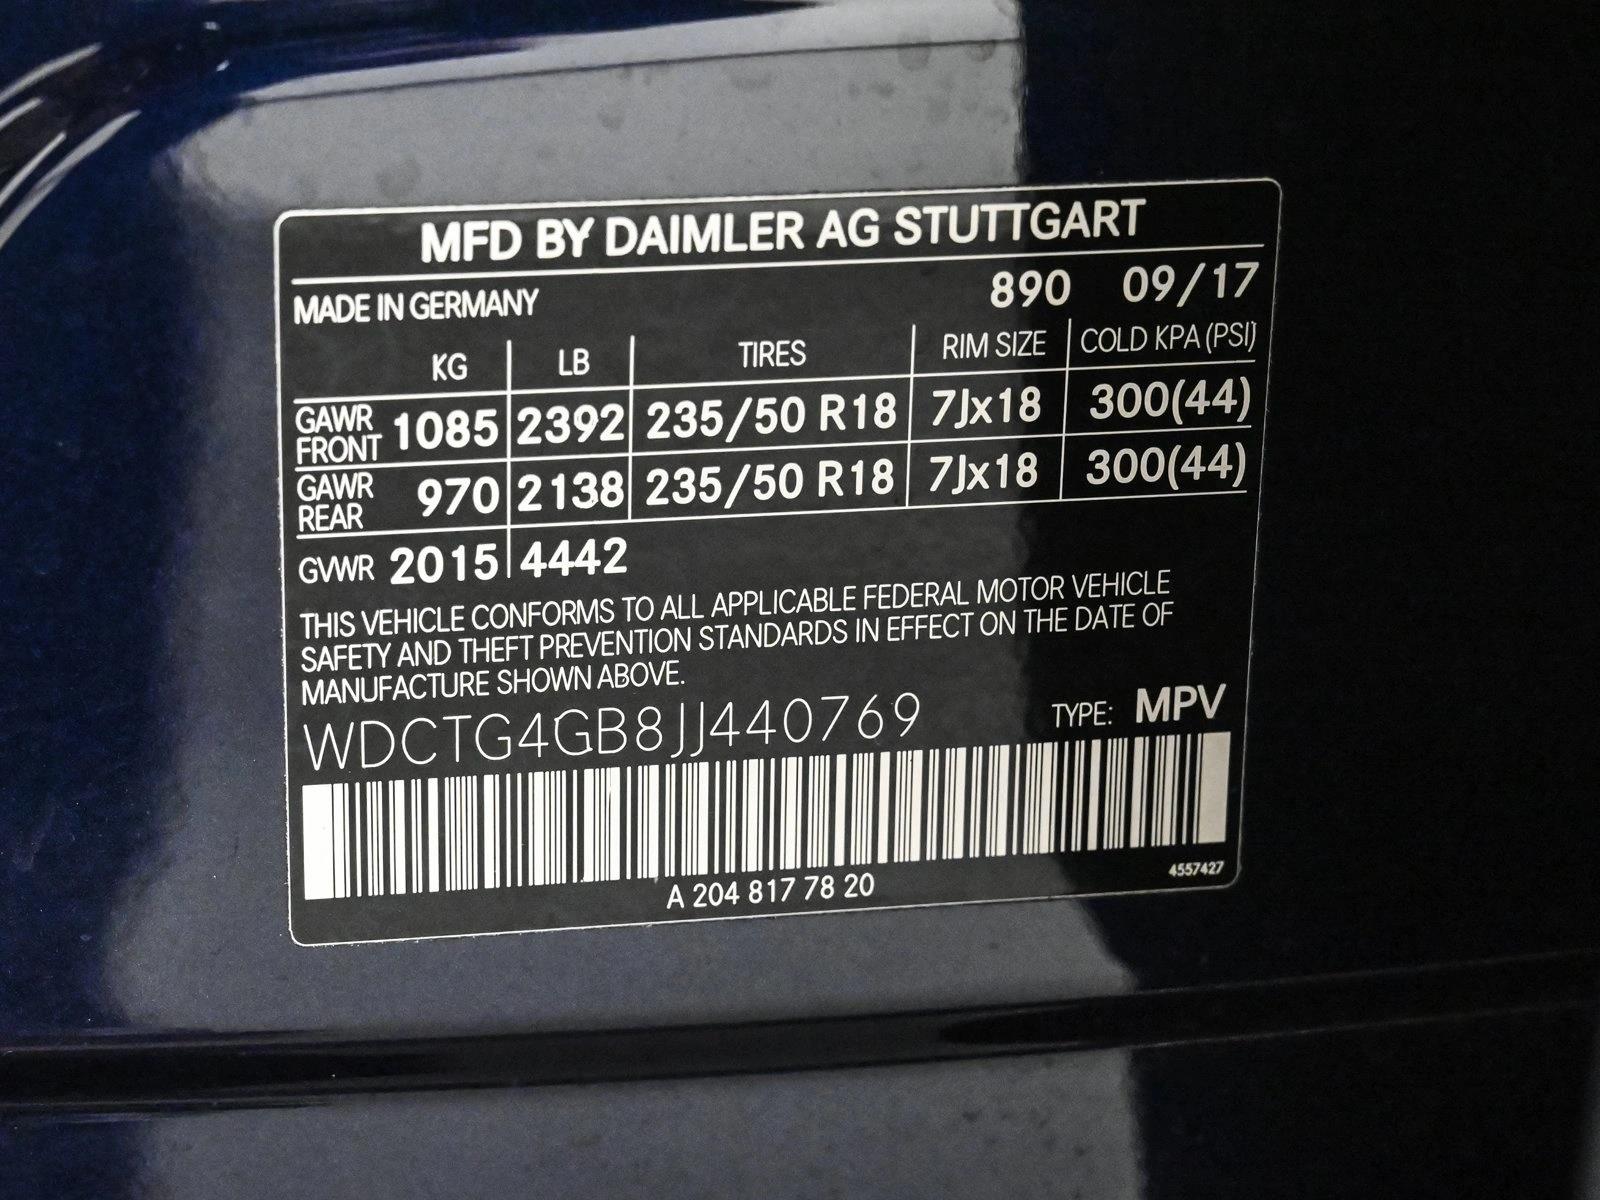 MFD BY DAIMLER AG STUTTGART
MADE IN GERMANY 890 09/17
KG LB TIRES RIM SIZE COLD KPA (PSI)
GAWR FRONT 1085 2392 235/50 R18 7Jx18 300(44)
GAWR REAR 970 2138 235/50 R18 7Jx18 300(44)
GVWR 2015 4442
THIS VEHICLE CONFORMS TO ALL APPLICABLE FEDERAL MOTOR VEHICLE
SAFETY AND THEFT PREVENTION STANDARDS IN EFFECT ON THE DATE OF
MANUFACTURE SHOWN ABOVE.
WDCTG4GB8JJ440769 TYPE: MPV
A 204 817 78 20 4557427